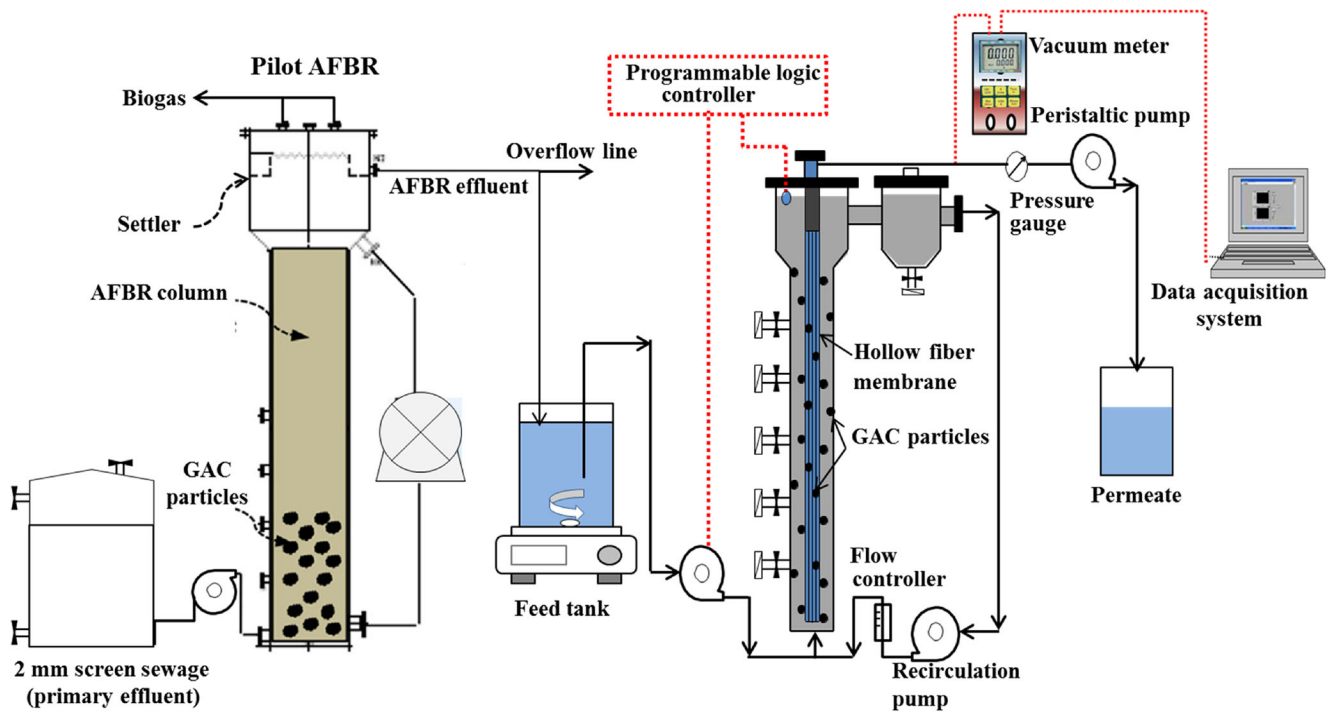 Pilot AFBR
Biogas
Settler
AFBR column
GAC
particles
2 mm screen sewage
(primary effluent)
Overflow line
AFBR effluent
Feed tank
Programmable logic
controller
Hollow fiber
membrane
GAC particles
Flow
controller
Recirculation
pump
Vacuum meter
0.000
Peristaltic pump
Pressure
gauge
Data acquisition
system
Permeate